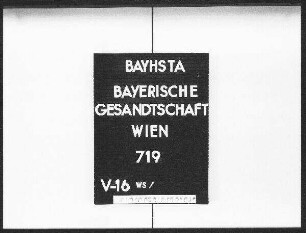 BAYHSTA
BAYERISCHE
GESANDTSCHAFT
WIEN
719
V-16 WS/